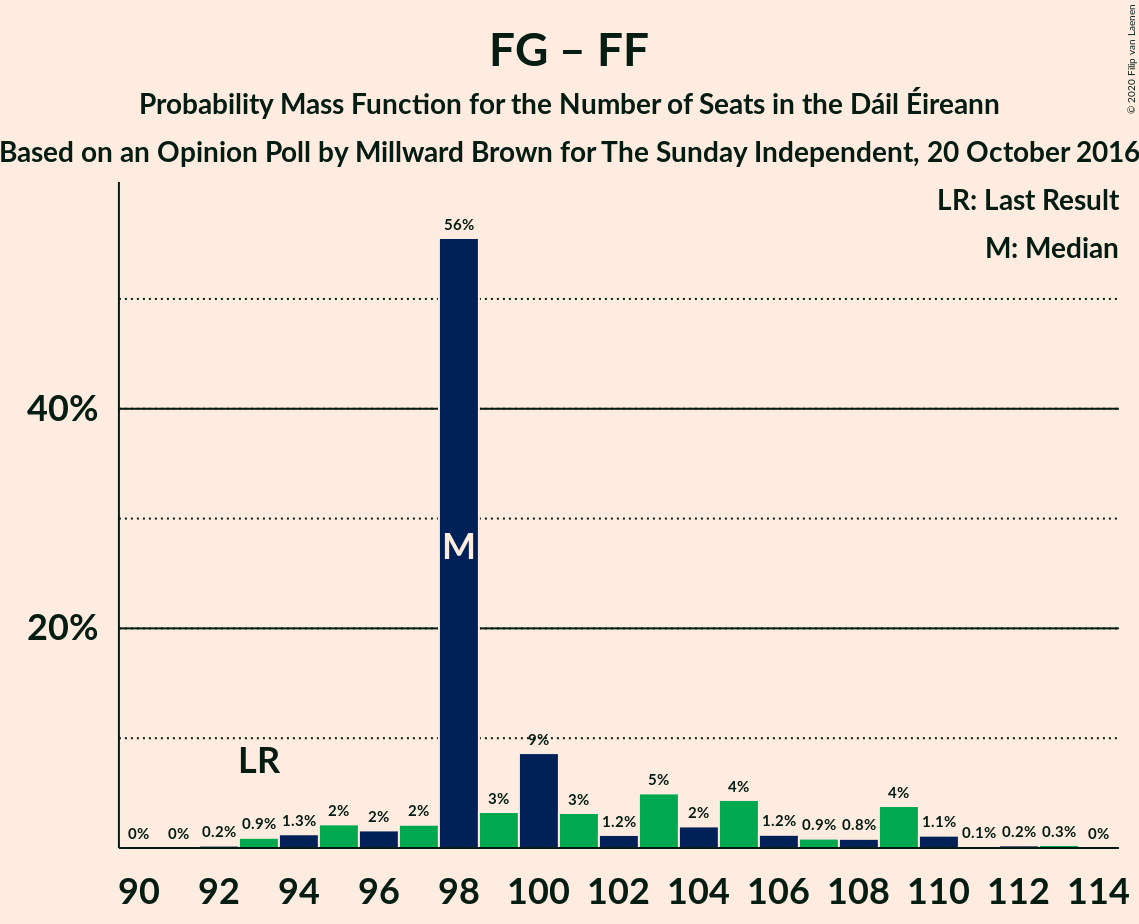 FG – FF
Probability Mass Function for the Number of Seats in the Dáil Éireann
Based on an Opinion Poll by Millward Brown for The Sunday Independent, 20 October 2016
© 2020 Filip van Laenen
LR: Last Result
M: Median
56%
40%
M
20%
LR
0% 0% 0.2% 0.9% 1.3% 2% 2% 2% 3% 9% 3% 1.2% 5% 2% 4% 1.2% 0.9% 0.8% 4% 1.1% 0.1% 0.2% 0.3% 0%
90 92 94 96 98 100 102 104 106 108 110 112 114